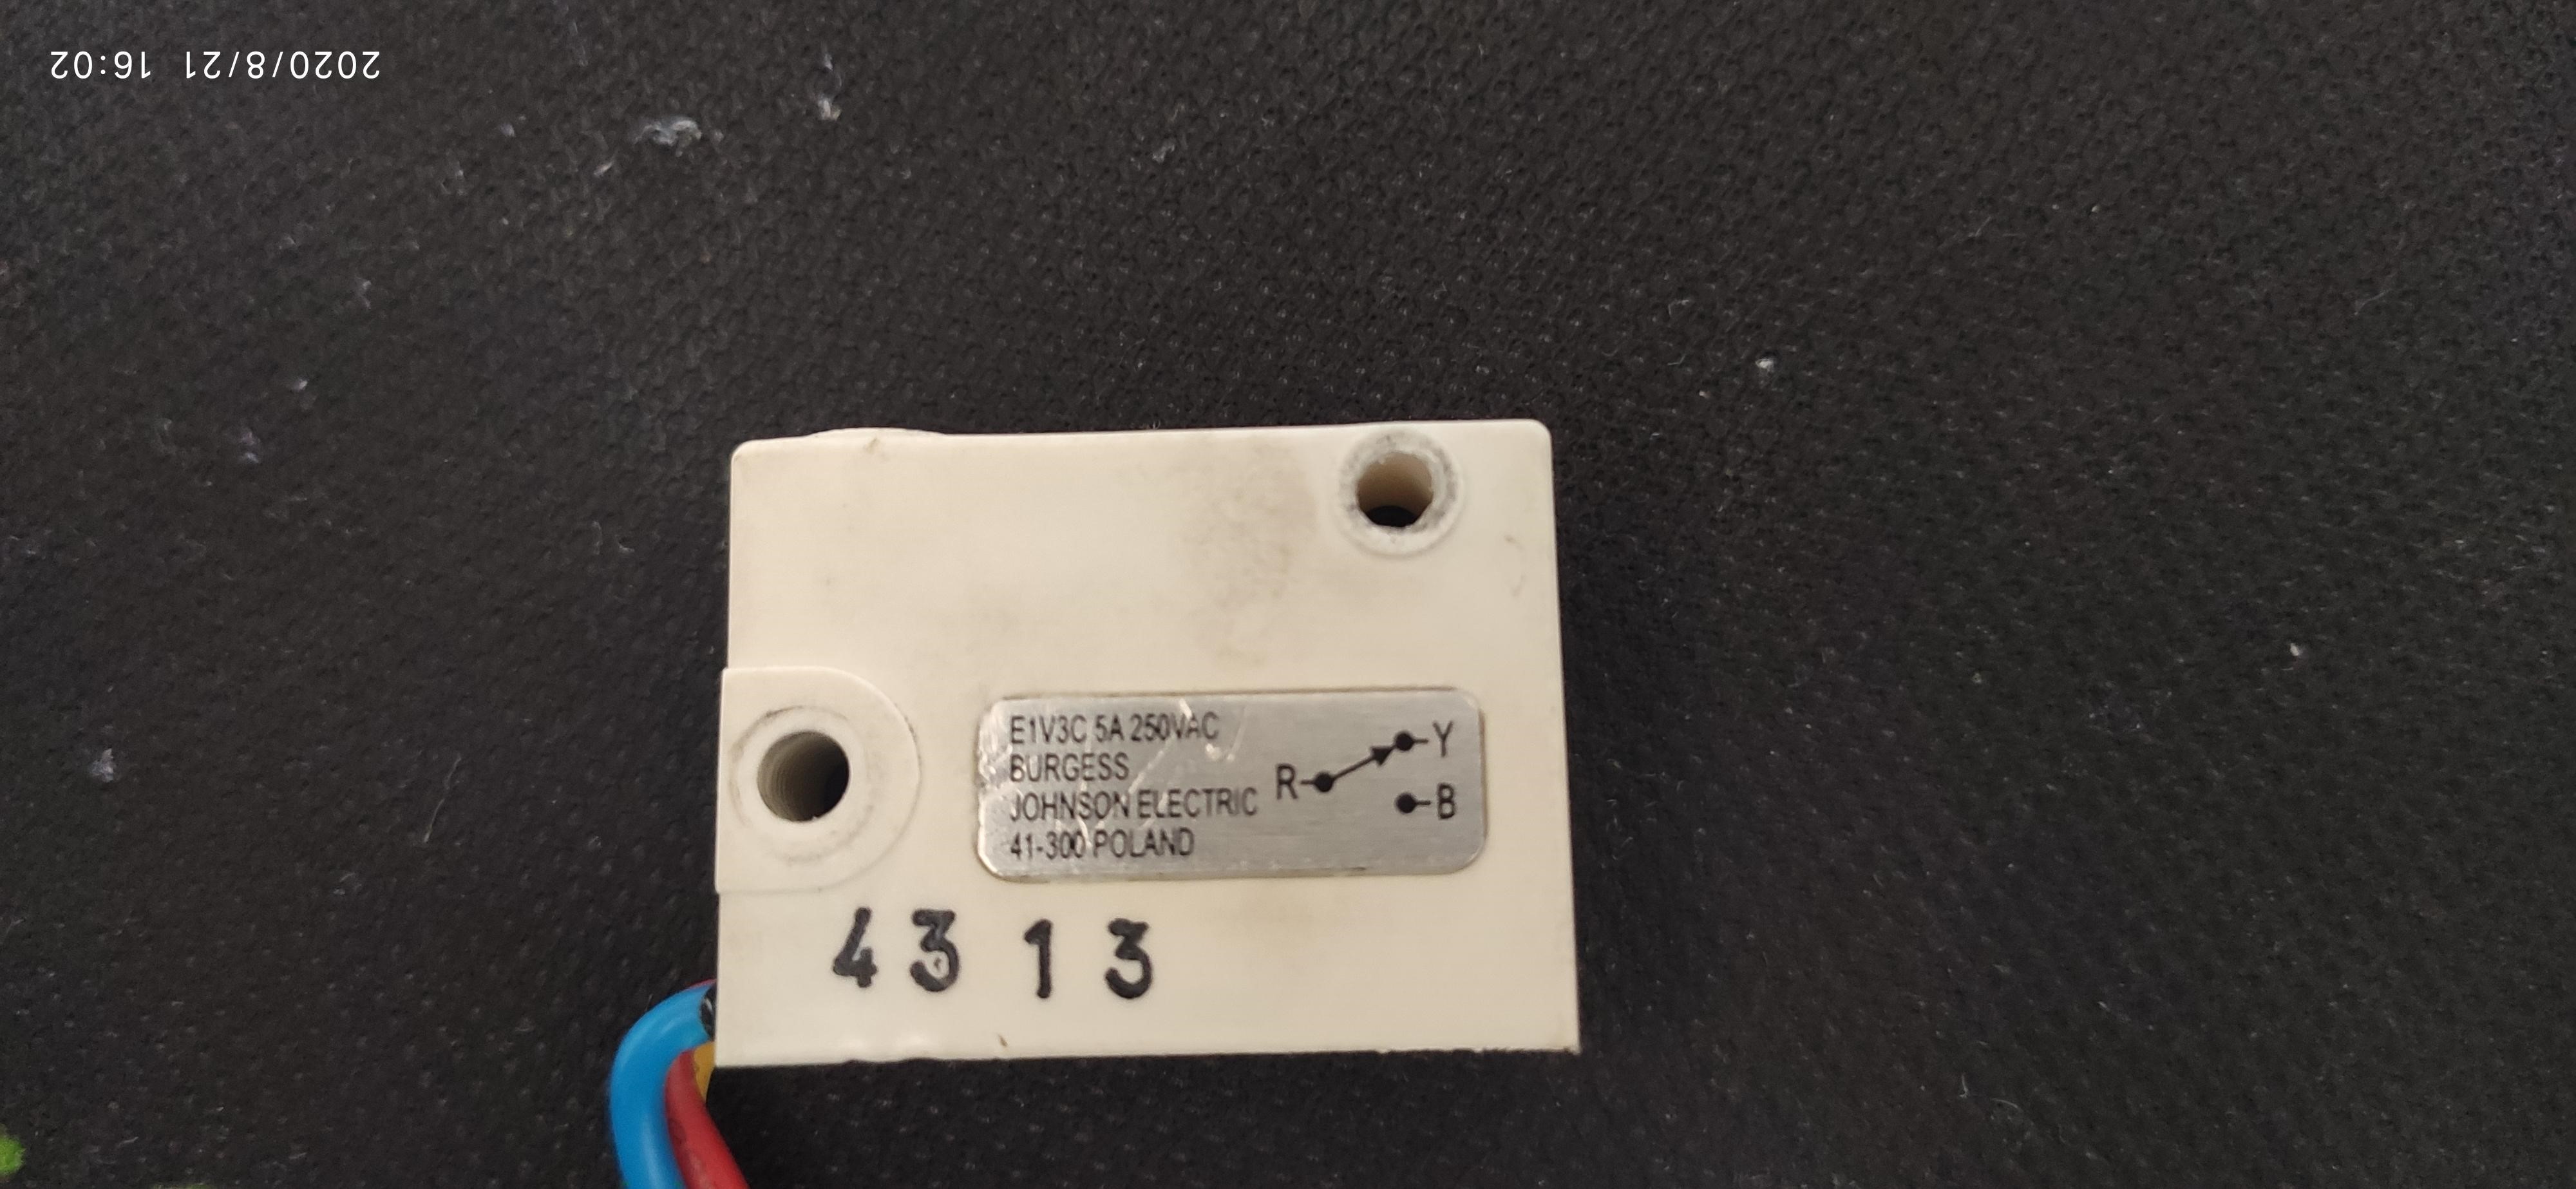 2020/8/21 16:02
E1V3C 5A 250VAC
BURGESS
JOHNSON ELECTRIC
41-300 POLAND
R
Y
B
4313